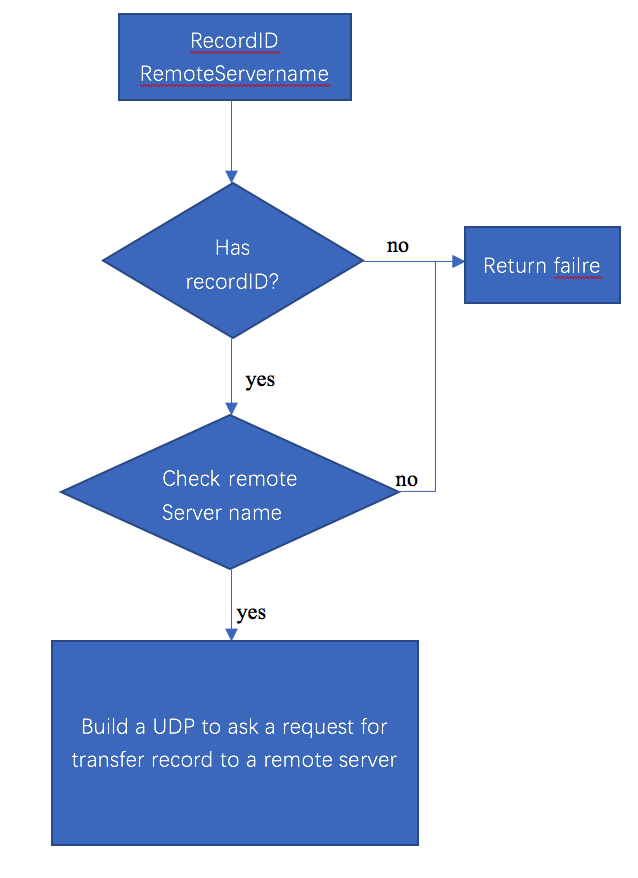 RecordID
RemoteServername
Has
recordID?
no
Return failre
yes
Check remote
Server name
no
yes
Build a UDP to ask a request for
transfer record to a remote server